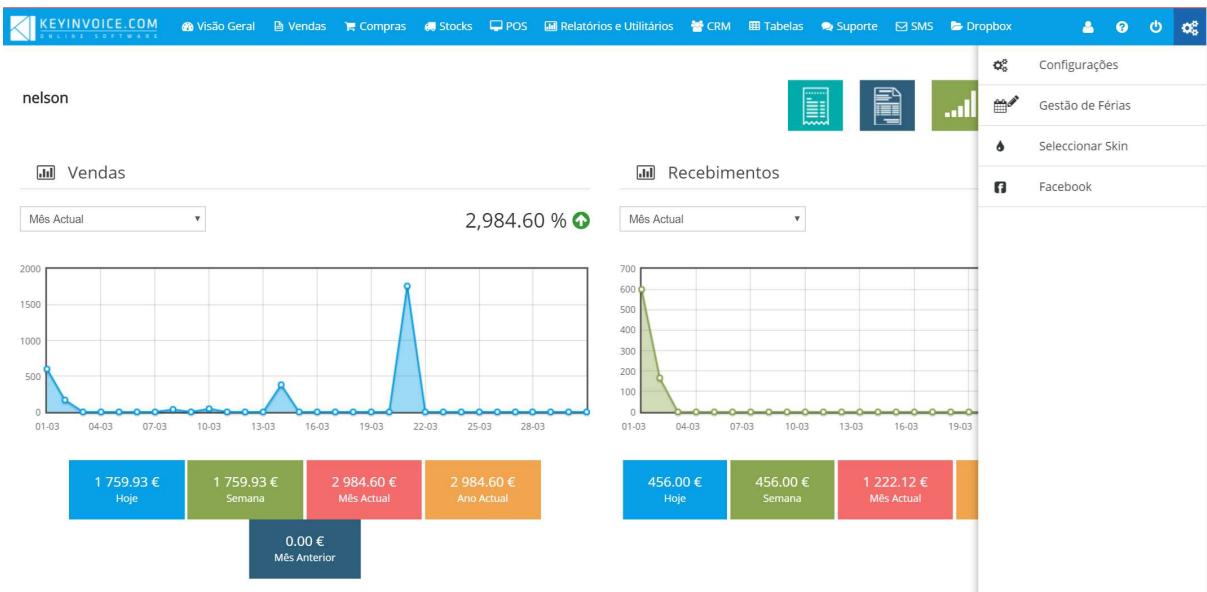 KEYINVOICE.COM
ONLINE SOFTWARE
Visão Geral Vendas Compras Stocks POS Relatórios e Utilitários CRM Tabelas Suporte SMS Dropbox
Configurações
Gestão de Férias
Seleccionar Skin
Facebook
nelson
Vendas
Mês Actual 2,984.60 %
2000
1500
1000
500
0
01-03 04-03 07-03 10-03 13-03 16-03 19-03 22-03 25-03 28-03
1 759.93 € 1 759.93 € 2 984.60 € 2 984.60 €
Hoje Semana Mês Actual Ano Actual
0.00 €
Mês Anterior
Recebimentos
Mês Actual
700
600
500
400
300
200
100
0
01-03 04-03 07-03 10-03 13-03 16-03 19-03
456.00 € 456.00 € 1 222.12 €
Hoje Semana Mês Actual